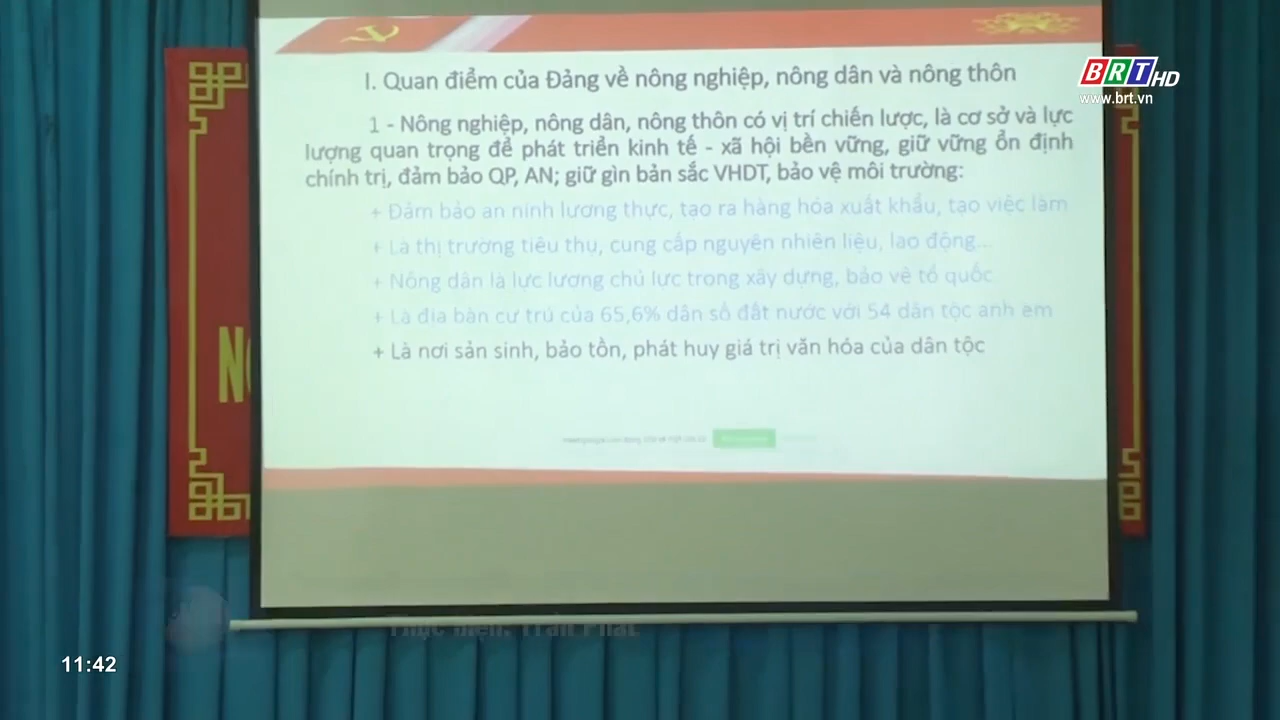 I. Quan điểm của Đảng về nông nghiệp, nông dân và nông thôn
BRT HD
www.brt.vn
1 - Nông nghiệp, nông dân, nông thôn có vị trí chiến lược, là cơ sở và lực
lượng quan trọng để phát triển kinh tế - xã hội bền vững, giữ vững ổn định
chính trị, đảm bảo QP, AN; giữ gìn bản sắc VHDT, bảo vệ môi trường:
+ Đảm bảo an ninh lương thực, tạo ra hàng hóa xuất khẩu, tạo việc làm
+ Là thị trường tiêu thụ, cung cấp nguyên nhiên liệu, lao động...
+ Nông dân là lực lượng chủ lực trong xây dựng, bảo vệ tổ quốc
+ Là địa bàn cư trú của 65,6% dân số đất nước với 54 dân tộc anh em
+ Là nơi sản sinh, bảo tồn, phát huy giá trị văn hóa của dân tộc
Thực hiện: Trần Phát
11:42